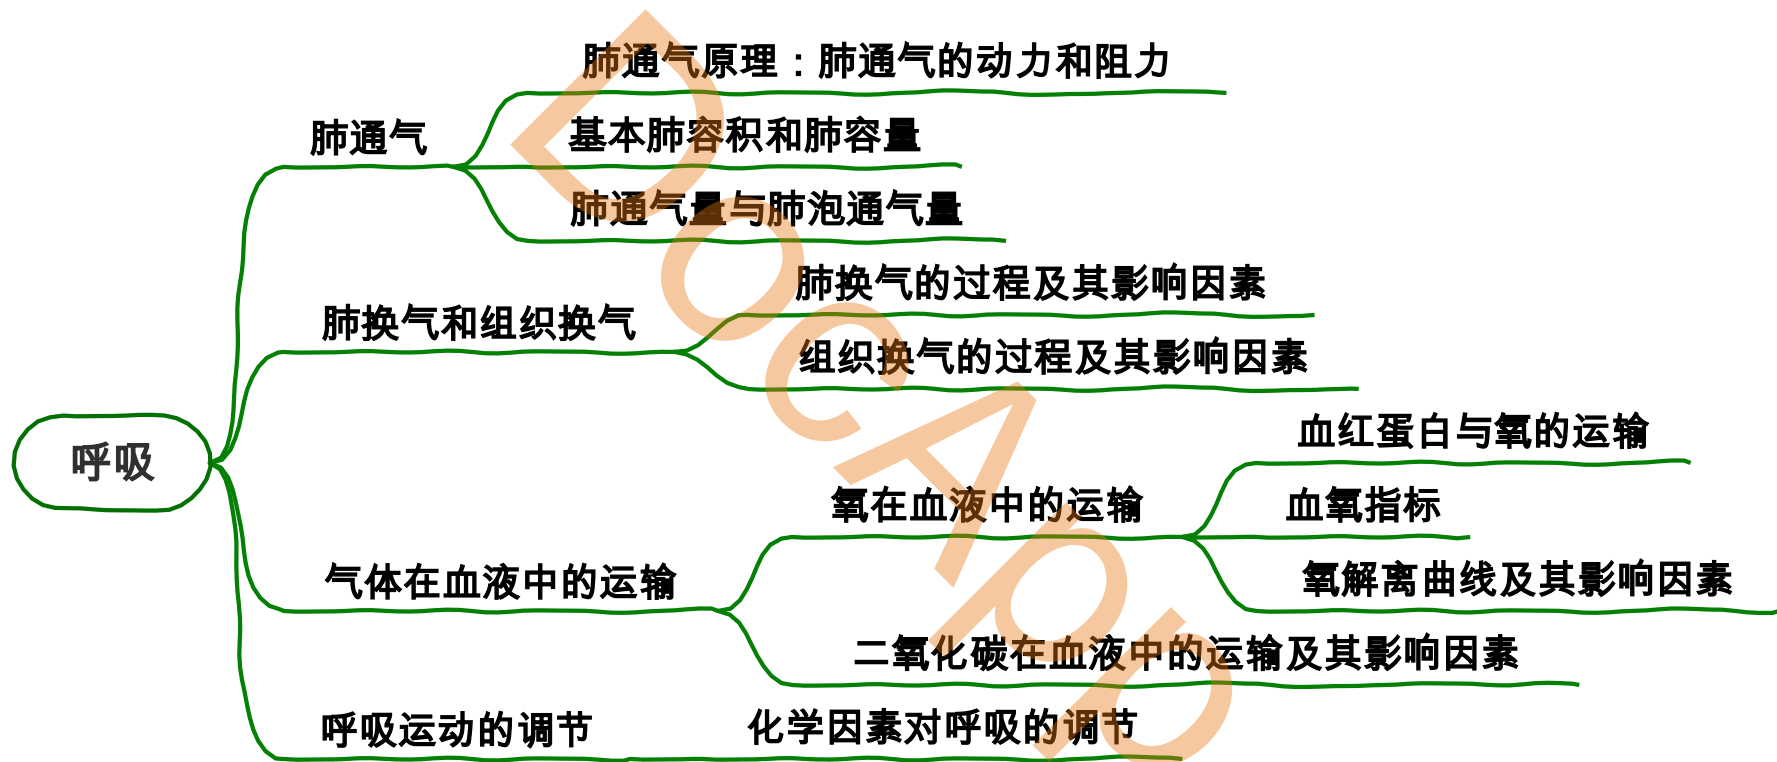 肺通气原理：肺通气的动力和阻力
肺通气
基本肺容积和肺容量
肺通气量与肺泡通气量
肺换气和组织换气
肺换气的过程及其影响因素
组织换气的过程及其影响因素
呼吸
气体在血液中的运输
氧在血液中的运输
血红蛋白与氧的运输
血氧指标
氧解离曲线及其影响因素
二氧化碳在血液中的运输及其影响因素
呼吸运动的调节
化学因素对呼吸的调节
DocApp